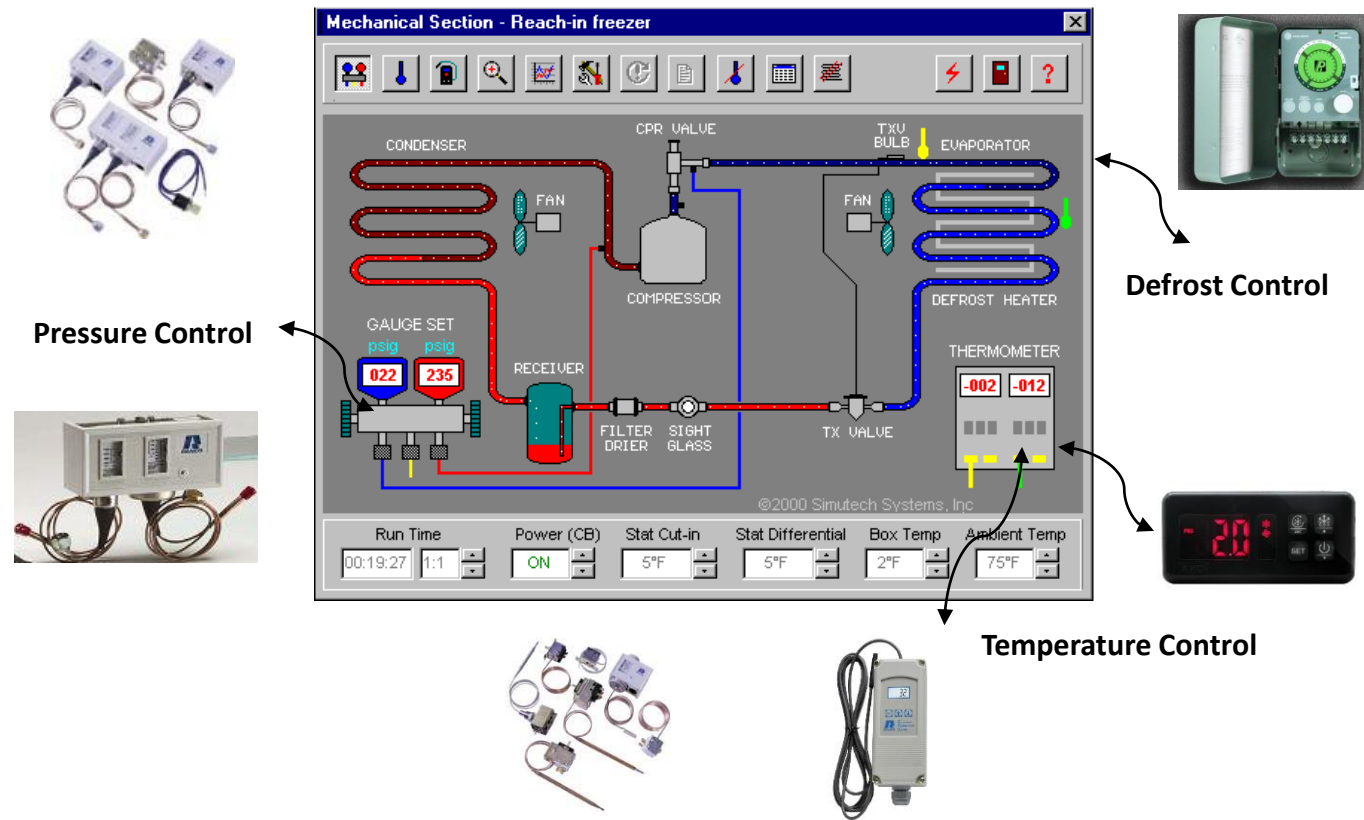 Mechanical Section - Reach-in freezer
CONDENSER
CPR VALVE
TXV
BULB
EVAPORATOR
FAN
FAN
COMPRESSOR
DEFROST HEATER
Defrost Control
Pressure Control
GAUGE SET
psig psig
022 235
RECEIVER
THERMOMETER
-002 -012
FILTER
DRIER
SIGHT
GLASS
TX VALVE
©2000 Simutech Systems, Inc
2.0
SET
Run Time Power (CB) Stat Cut-in Stat Differential Box Temp Ambient Temp
00:19:27 1:1 ON 5°F 5°F 2°F 75°F
Temperature Control
32